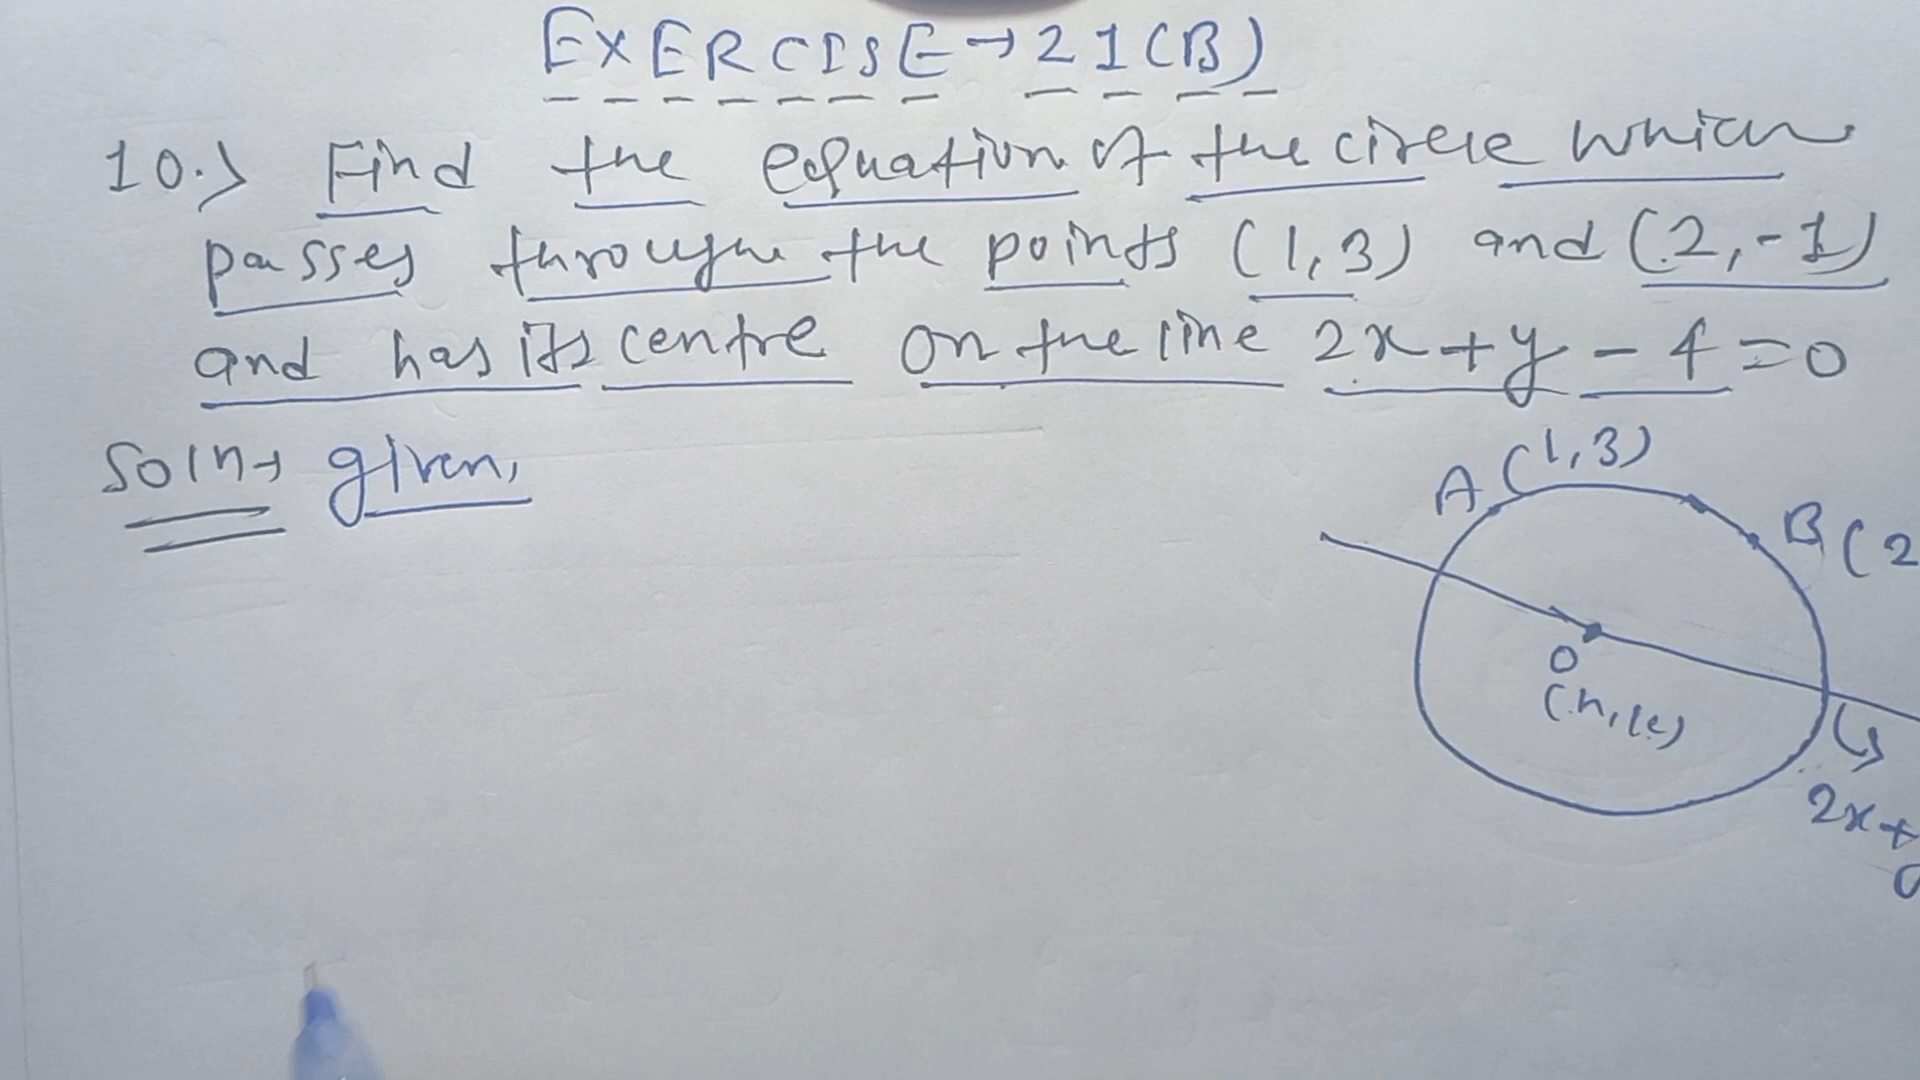 EXERCISE → 21(B)
10.) Find the equation of the circle which
passes through the points (1,3) and (2,-1)
and has its centre on the line 2x+y-4=0
Soln→ given,
A (1,3)
B (2
O
(h,k)
2x+